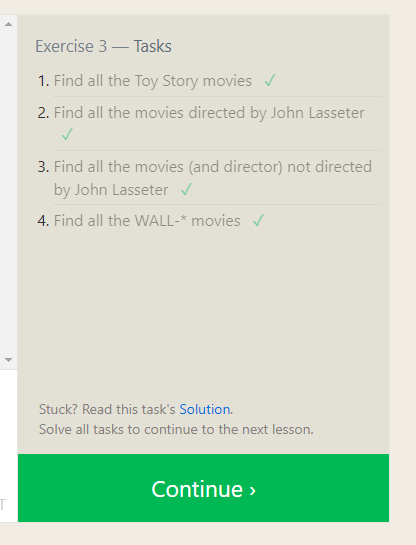 Exercise 3 — Tasks
1. Find all the Toy Story movies ✓
2. Find all the movies directed by John Lasseter
✓
3. Find all the movies (and director) not directed
by John Lasseter ✓
4. Find all the WALL-* movies ✓
Stuck? Read this task's Solution.
Solve all tasks to continue to the next lesson.
T
Continue ›